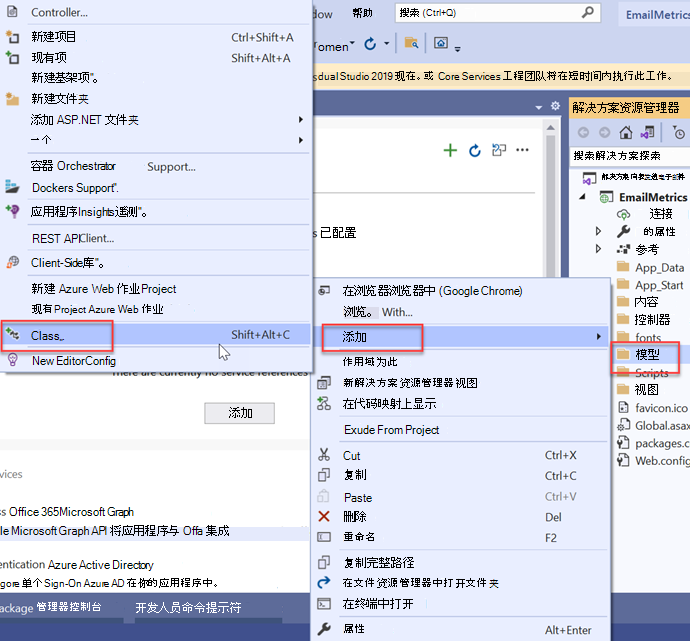 Controller...
新建项目 Ctrl+Shift+A
现有项 Shift+Alt+A
新建基架项"。
新建文件夹
添加 ASP.NET 文件夹
一个
容器 Orchestrator Support...
Dockers Support".
应用程序Insights遥测"。
REST APIClient...
Client-Side库"。
新建 Azure Web 作业Project
现有Project Azure Web 作业
Class,, Shift+Alt+C
New EditorConfig
There are currently no service references
添加
vices
ss Office 365Microsoft Graph
le Microsoft Graph API 将应用程序与 Offa 集成
entication Azure Active Directory
gore 单个 Sign-On Azure AD 在你的应用程序中。
ackage 管理器控制台 开发人员命令提示符
dow 帮助 搜索 (Ctrl+Q) EmailMetrics
romen
sdual Studio 2019现在。或 Core Services 工程团队将在短时间内执行此工作。
s 已配置
在浏览器浏览器中 (Google Chrome)
浏览。 With...
添加
作用域为此
新解决方案资源管理器视图
在代码映射上显示
Exude From Project
Cut Ctrl+X
复制 Ctrl+C
Paste Ctrl+V
删除 Del
重命名 F2
复制完整路径
在文件资源管理器中打开文件夹
在终端中打开
属性 Alt+Enter
解决方案资源管理器
搜索解决方案探索
EmailMetrics
连接
的属性
参考
App_Data
App_Start
内容
控制器
fonts
模型
Scripts
视图
favicon.ico
Global.asax
packages.c
Web.config